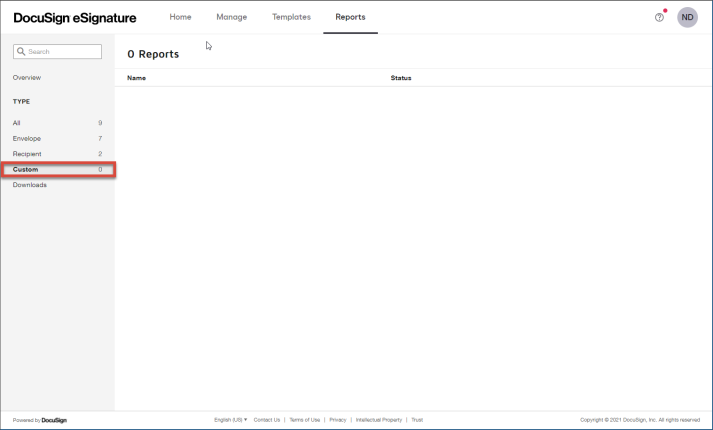 DocuSign eSignature Home Manage Templates Reports ND
Search
0 Reports
Overview
Name Status
TYPE
All 9
Envelope 7
Recipient 2
Custom 0
Downloads
Powered by DocuSign English (US) ▼ Contact Us | Terms of Use | Privacy | Intellectual Property | Trust Copyright © 2021 DocuSign, Inc. All rights reserved